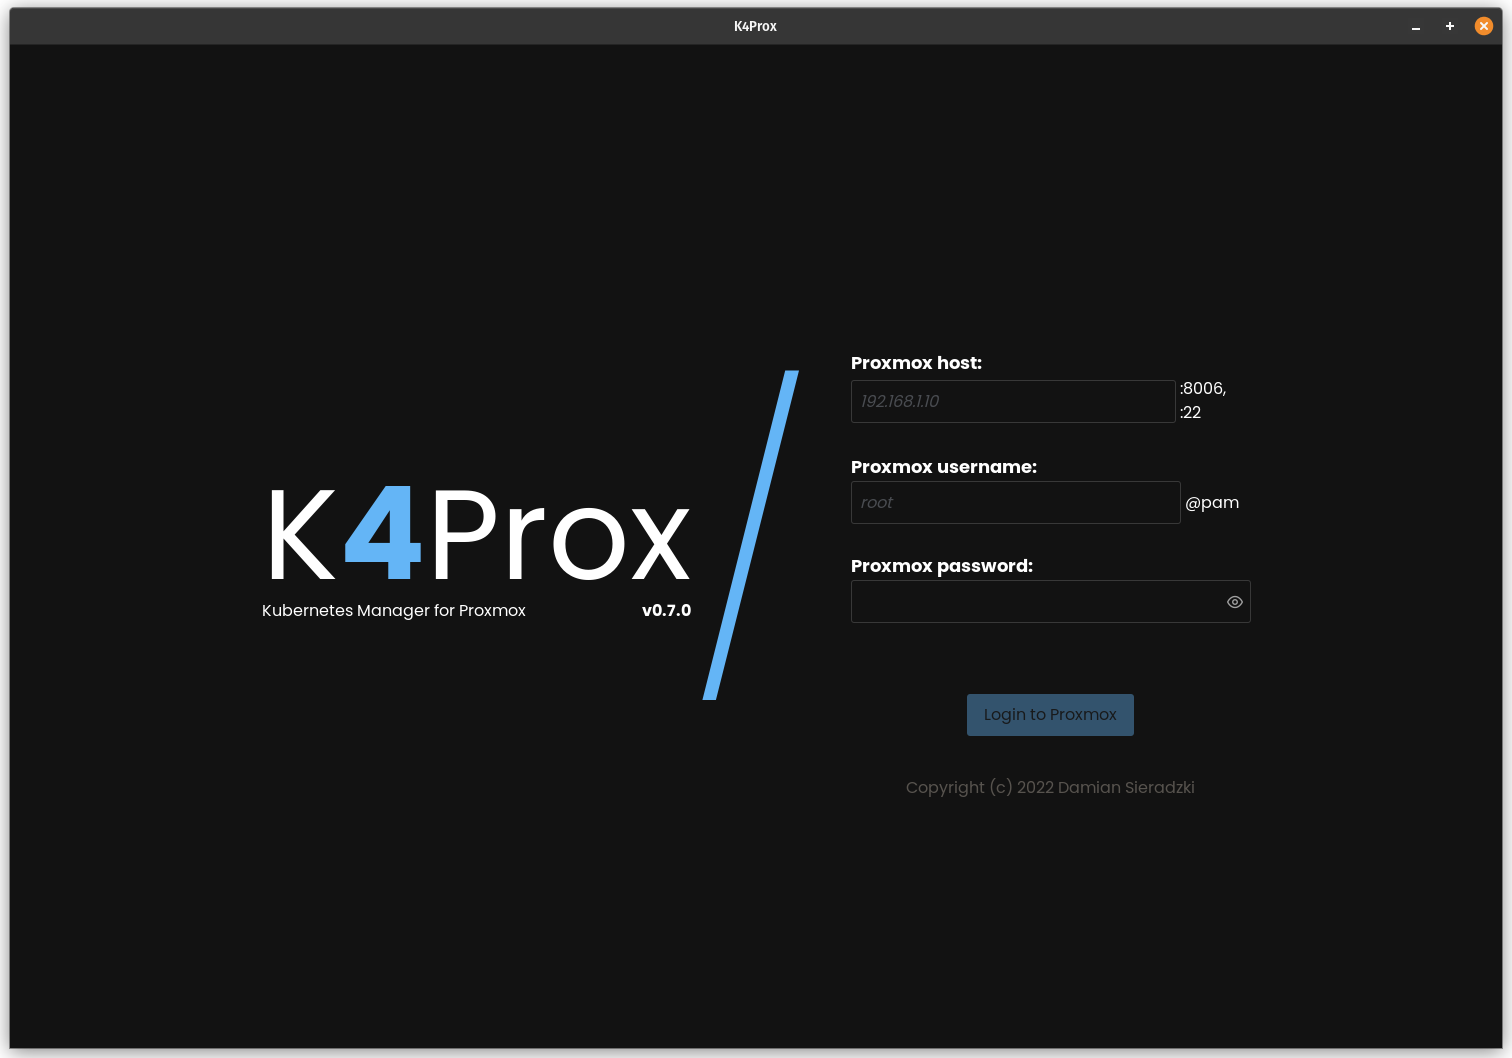 K4Prox
K4Prox
Kubernetes Manager for Proxmox v0.7.0
Proxmox host:
192.168.1.10 :8006,
:22
Proxmox username:
root @pam
Proxmox password:
Login to Proxmox
Copyright (c) 2022 Damian Sieradzki